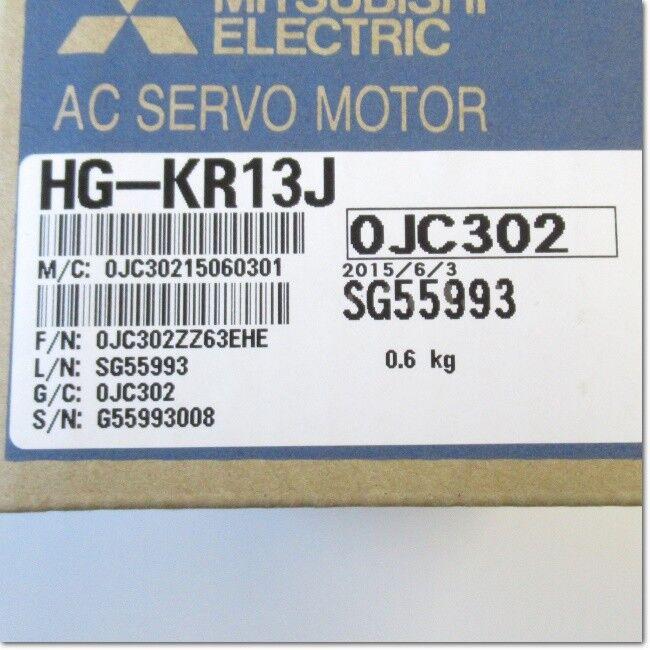 MITSUBISHI
ELECTRIC
AC SERVO MOTOR
HG-KR13J
0JC302
M/C: 0JC30215060301
2015/6/3
SG55993
F/N: 0JC302ZZ63EHE
L/N: SG55993
0.6 kg
G/C: 0JC302
S/N: G55993008